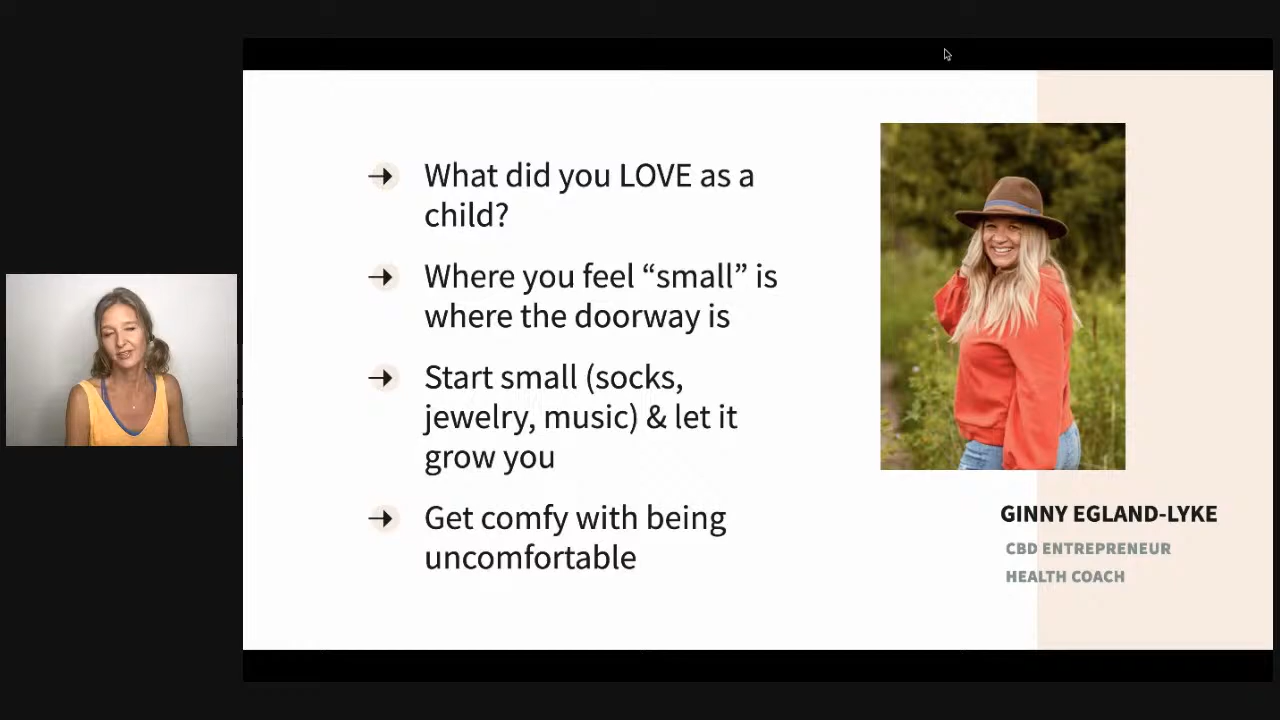 What did you LOVE as a
child?
Where you feel “small” is
where the doorway is
Start small (socks,
jewelry, music) & let it
grow you
Get comfy with being
uncomfortable
GINNY EGLAND-LYKE
CBD ENTREPRENEUR
HEALTH COACH